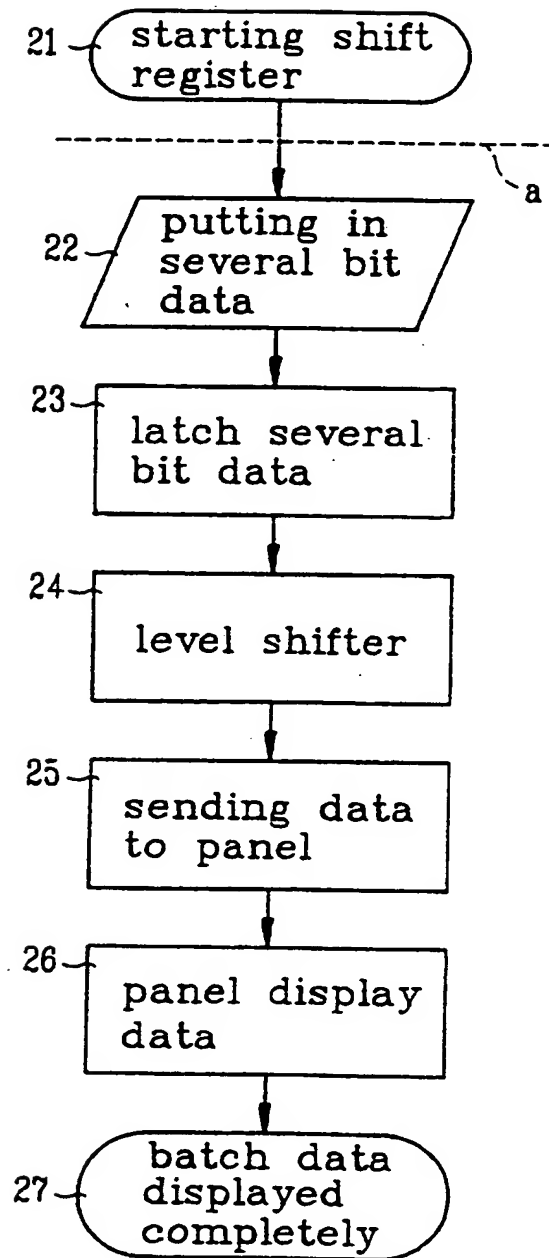 21
starting shift
register
a
22
putting in
several bit
data
23
latch several
bit data
24
level shifter
25
sending data
to panel
26
panel display
data
27
batch data
displayed
completely